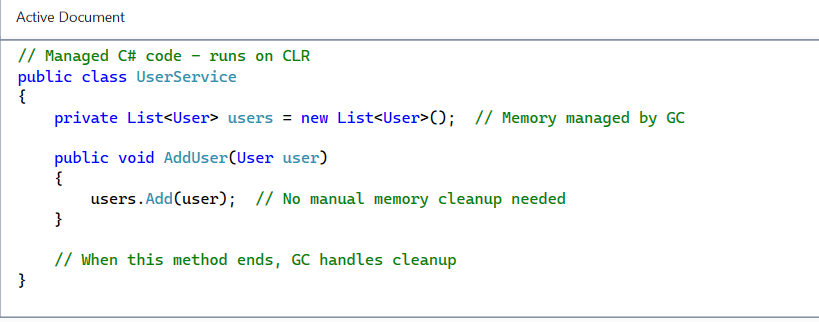 Active Document
// Managed C# code – runs on CLR
public class UserService
{
    private List<User> users = new List<User>();  // Memory managed by GC
    public void AddUser(User user)
    {
        users.Add(user);  // No manual memory cleanup needed
    }
    // When this method ends, GC handles cleanup
}